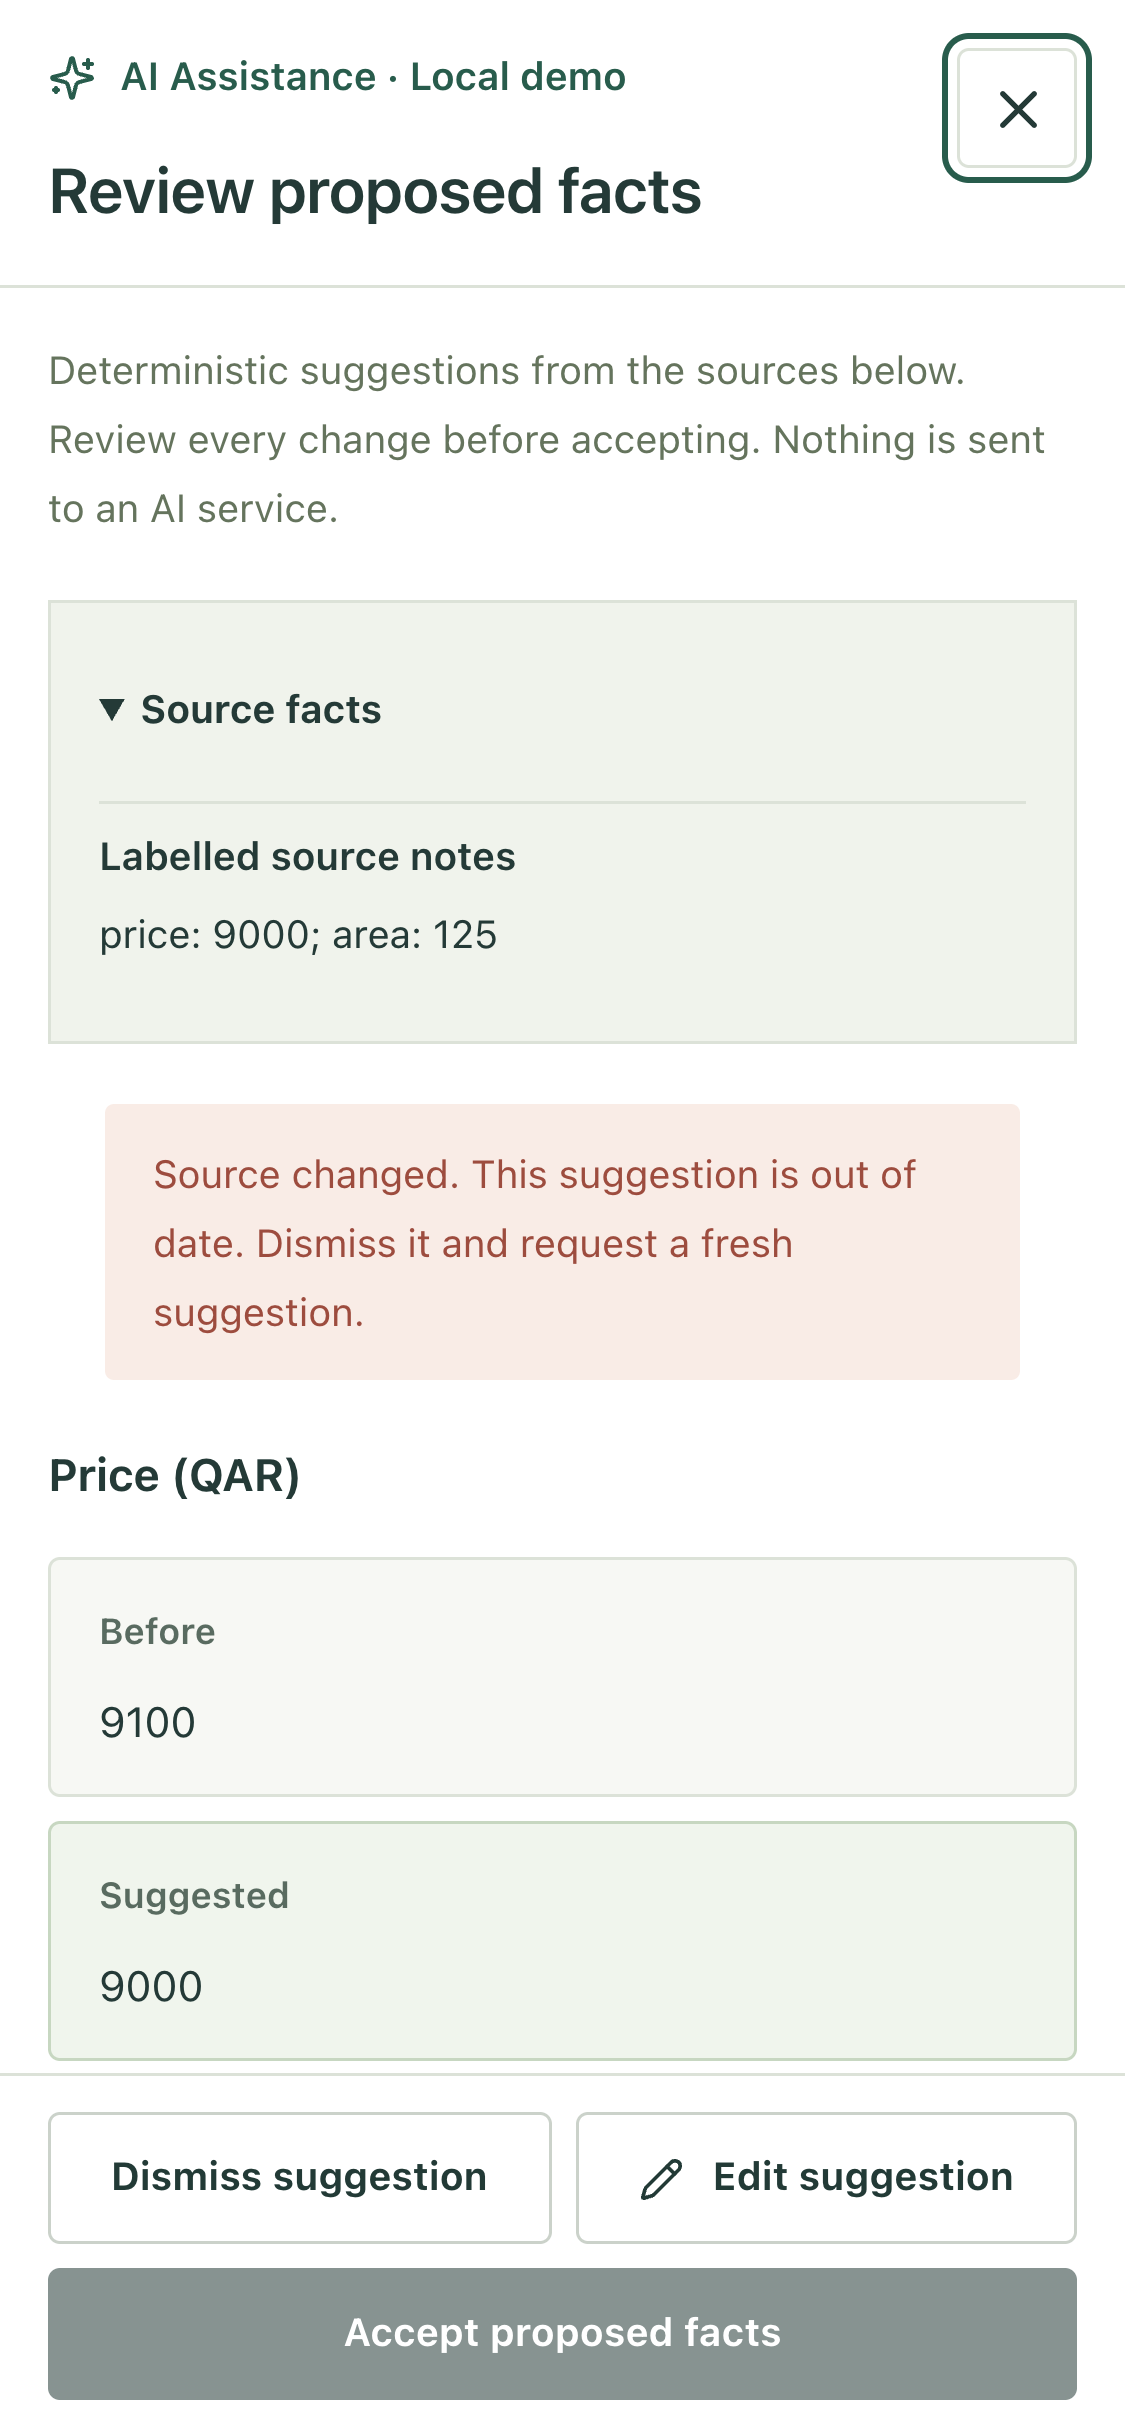 AI Assistance · Local demo
Review proposed facts
Deterministic suggestions from the sources below.
Review every change before accepting. Nothing is sent
to an AI service.
Source facts
Labelled source notes
price: 9000; area: 125
Source changed. This suggestion is out of
date. Dismiss it and request a fresh
suggestion.
Price (QAR)
Before
9100
Suggested
9000
Dismiss suggestion
Edit suggestion
Accept proposed facts